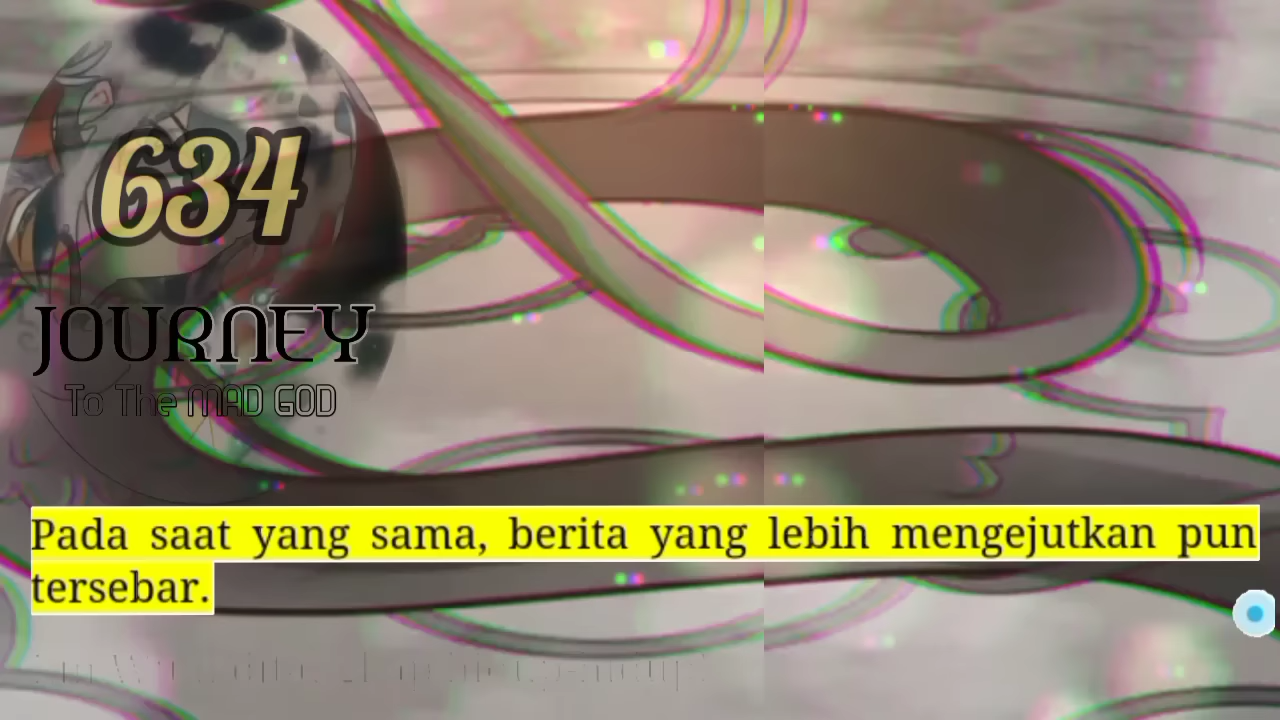 634
JOURNEY
To The MAD GOD
Pada saat yang sama, berita yang lebih mengejutkan pun
tersebar.